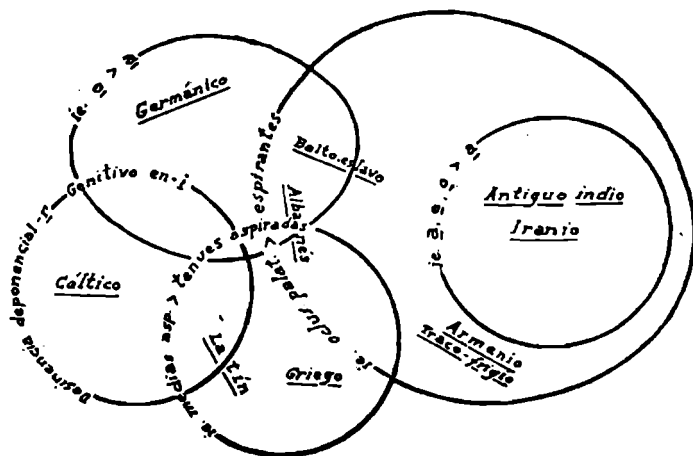 ie. o > a
Germánico
espirantes
Balto-eslavo
ie. a. e. o > a
Antiguo indio
Iranio
Genitivo en-i
Desinencia deponencial-r
Céltico
ie. medias asp. > tenues aspiradas
Albanés
ie. oclus palat. <
Latín
Griego
Armenio
Traco-frigio